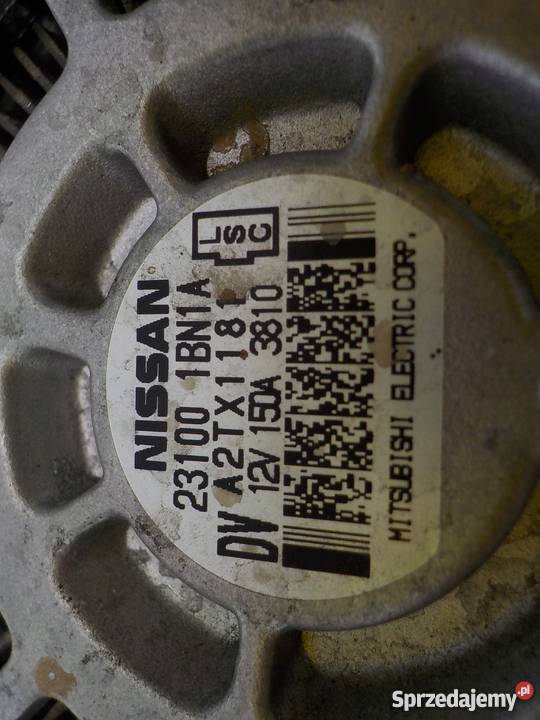 NISSAN
23100 1BN1A
A2TX1181
DV 12V 150A 3810
L
S
C
MITSUBISHI ELECTRIC CORP.
Sprzedajemy.pl